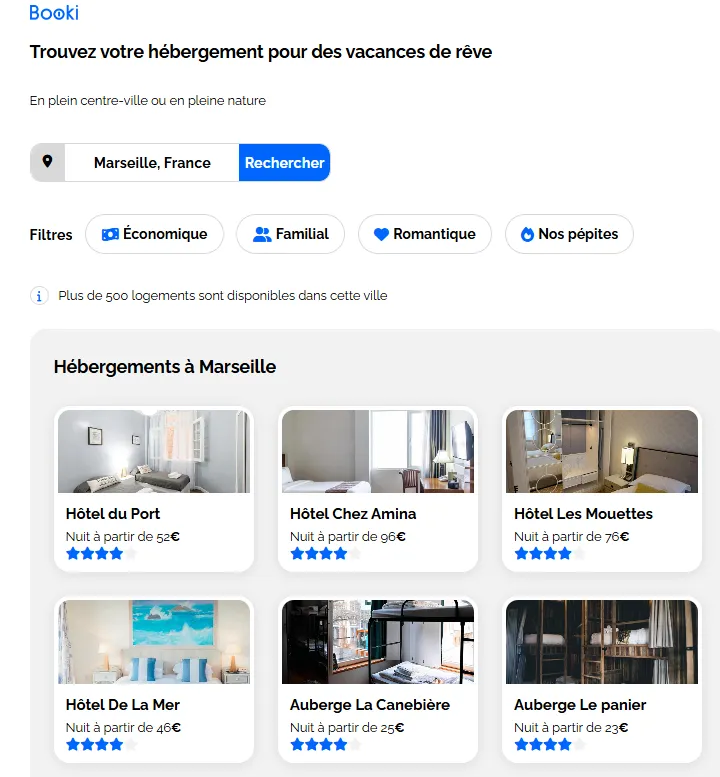 Booki
Trouvez votre hébergement pour des vacances de rêve
En plein centre-ville ou en pleine nature
Marseille, France Rechercher
Filtres Économique Familial Romantique Nos pépites
Plus de 500 logements sont disponibles dans cette ville
Hébergements à Marseille
Hôtel du Port
Nuit à partir de 52€
Hôtel Chez Amina
Nuit à partir de 96€
Hôtel Les Mouettes
Nuit à partir de 76€
Hôtel De La Mer
Nuit à partir de 46€
Auberge La Canebière
Nuit à partir de 25€
Auberge Le panier
Nuit à partir de 23€